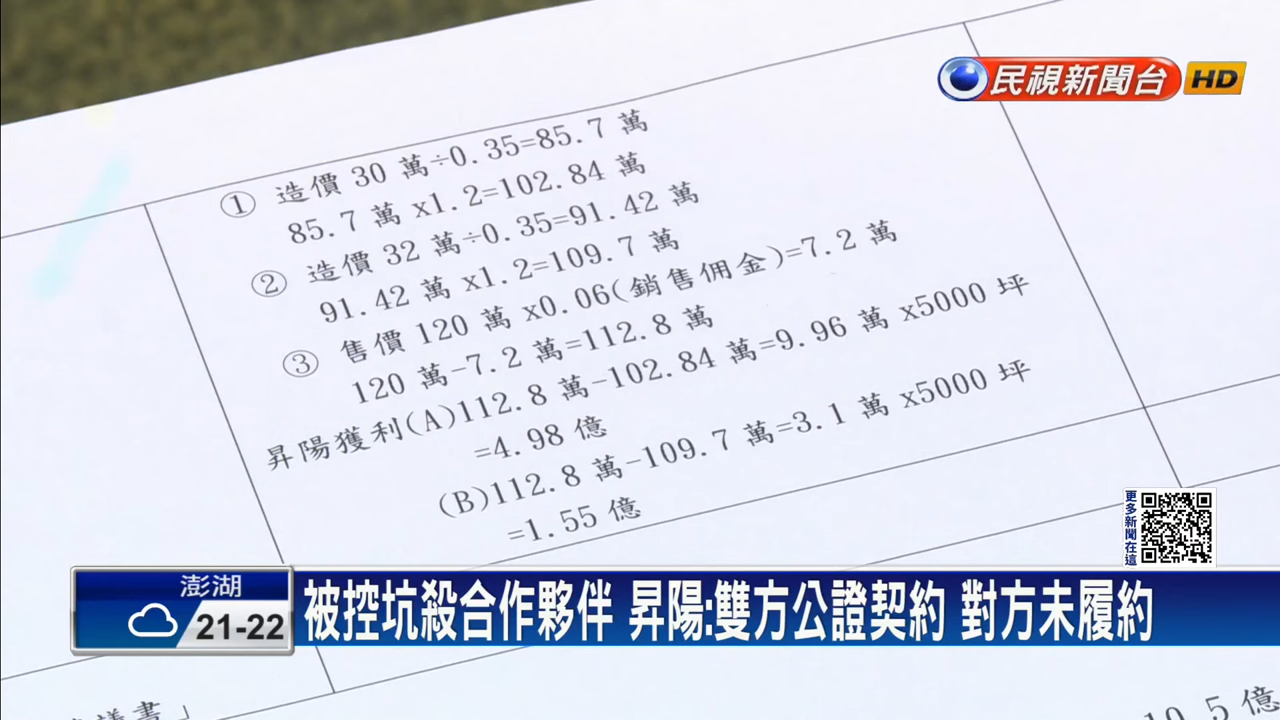 民視新聞台 HD
① 造價 30 萬÷0.35=85.7 萬
85.7 萬 x1.2=102.84 萬
② 造價 32 萬÷0.35=91.42 萬
91.42 萬 x1.2=109.7 萬
③ 售價 120 萬 x0.06(銷售佣金)=7.2 萬
120 萬-7.2 萬=112.8 萬
昇陽獲利(A)112.8 萬-102.84 萬=9.96 萬 x5000 坪
=4.98 億
(B)112.8 萬-109.7 萬=3.1 萬 x5000 坪
=1.55 億
更多新聞在這
澎湖
21-22
被控坑殺合作夥伴 昇陽:雙方公證契約 對方未履約
議書」
10.5 億